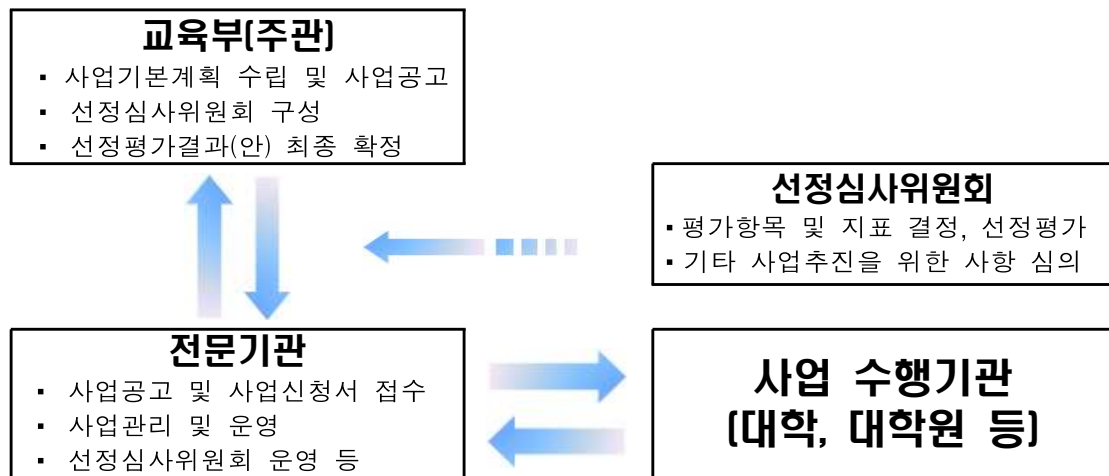 교육부(주관)
▪ 사업기본계획 수립 및 사업공고
▪ 선정심사위원회 구성
▪ 선정평가결과(안) 최종 확정
선정심사위원회
▪ 평가항목 및 지표 결정, 선정평가
▪ 기타 사업추진을 위한 사항 심의
전문기관
▪ 사업공고 및 사업신청서 접수
▪ 사업관리 및 운영
▪ 선정심사위원회 운영 등
사업 수행기관
(대학, 대학원 등)